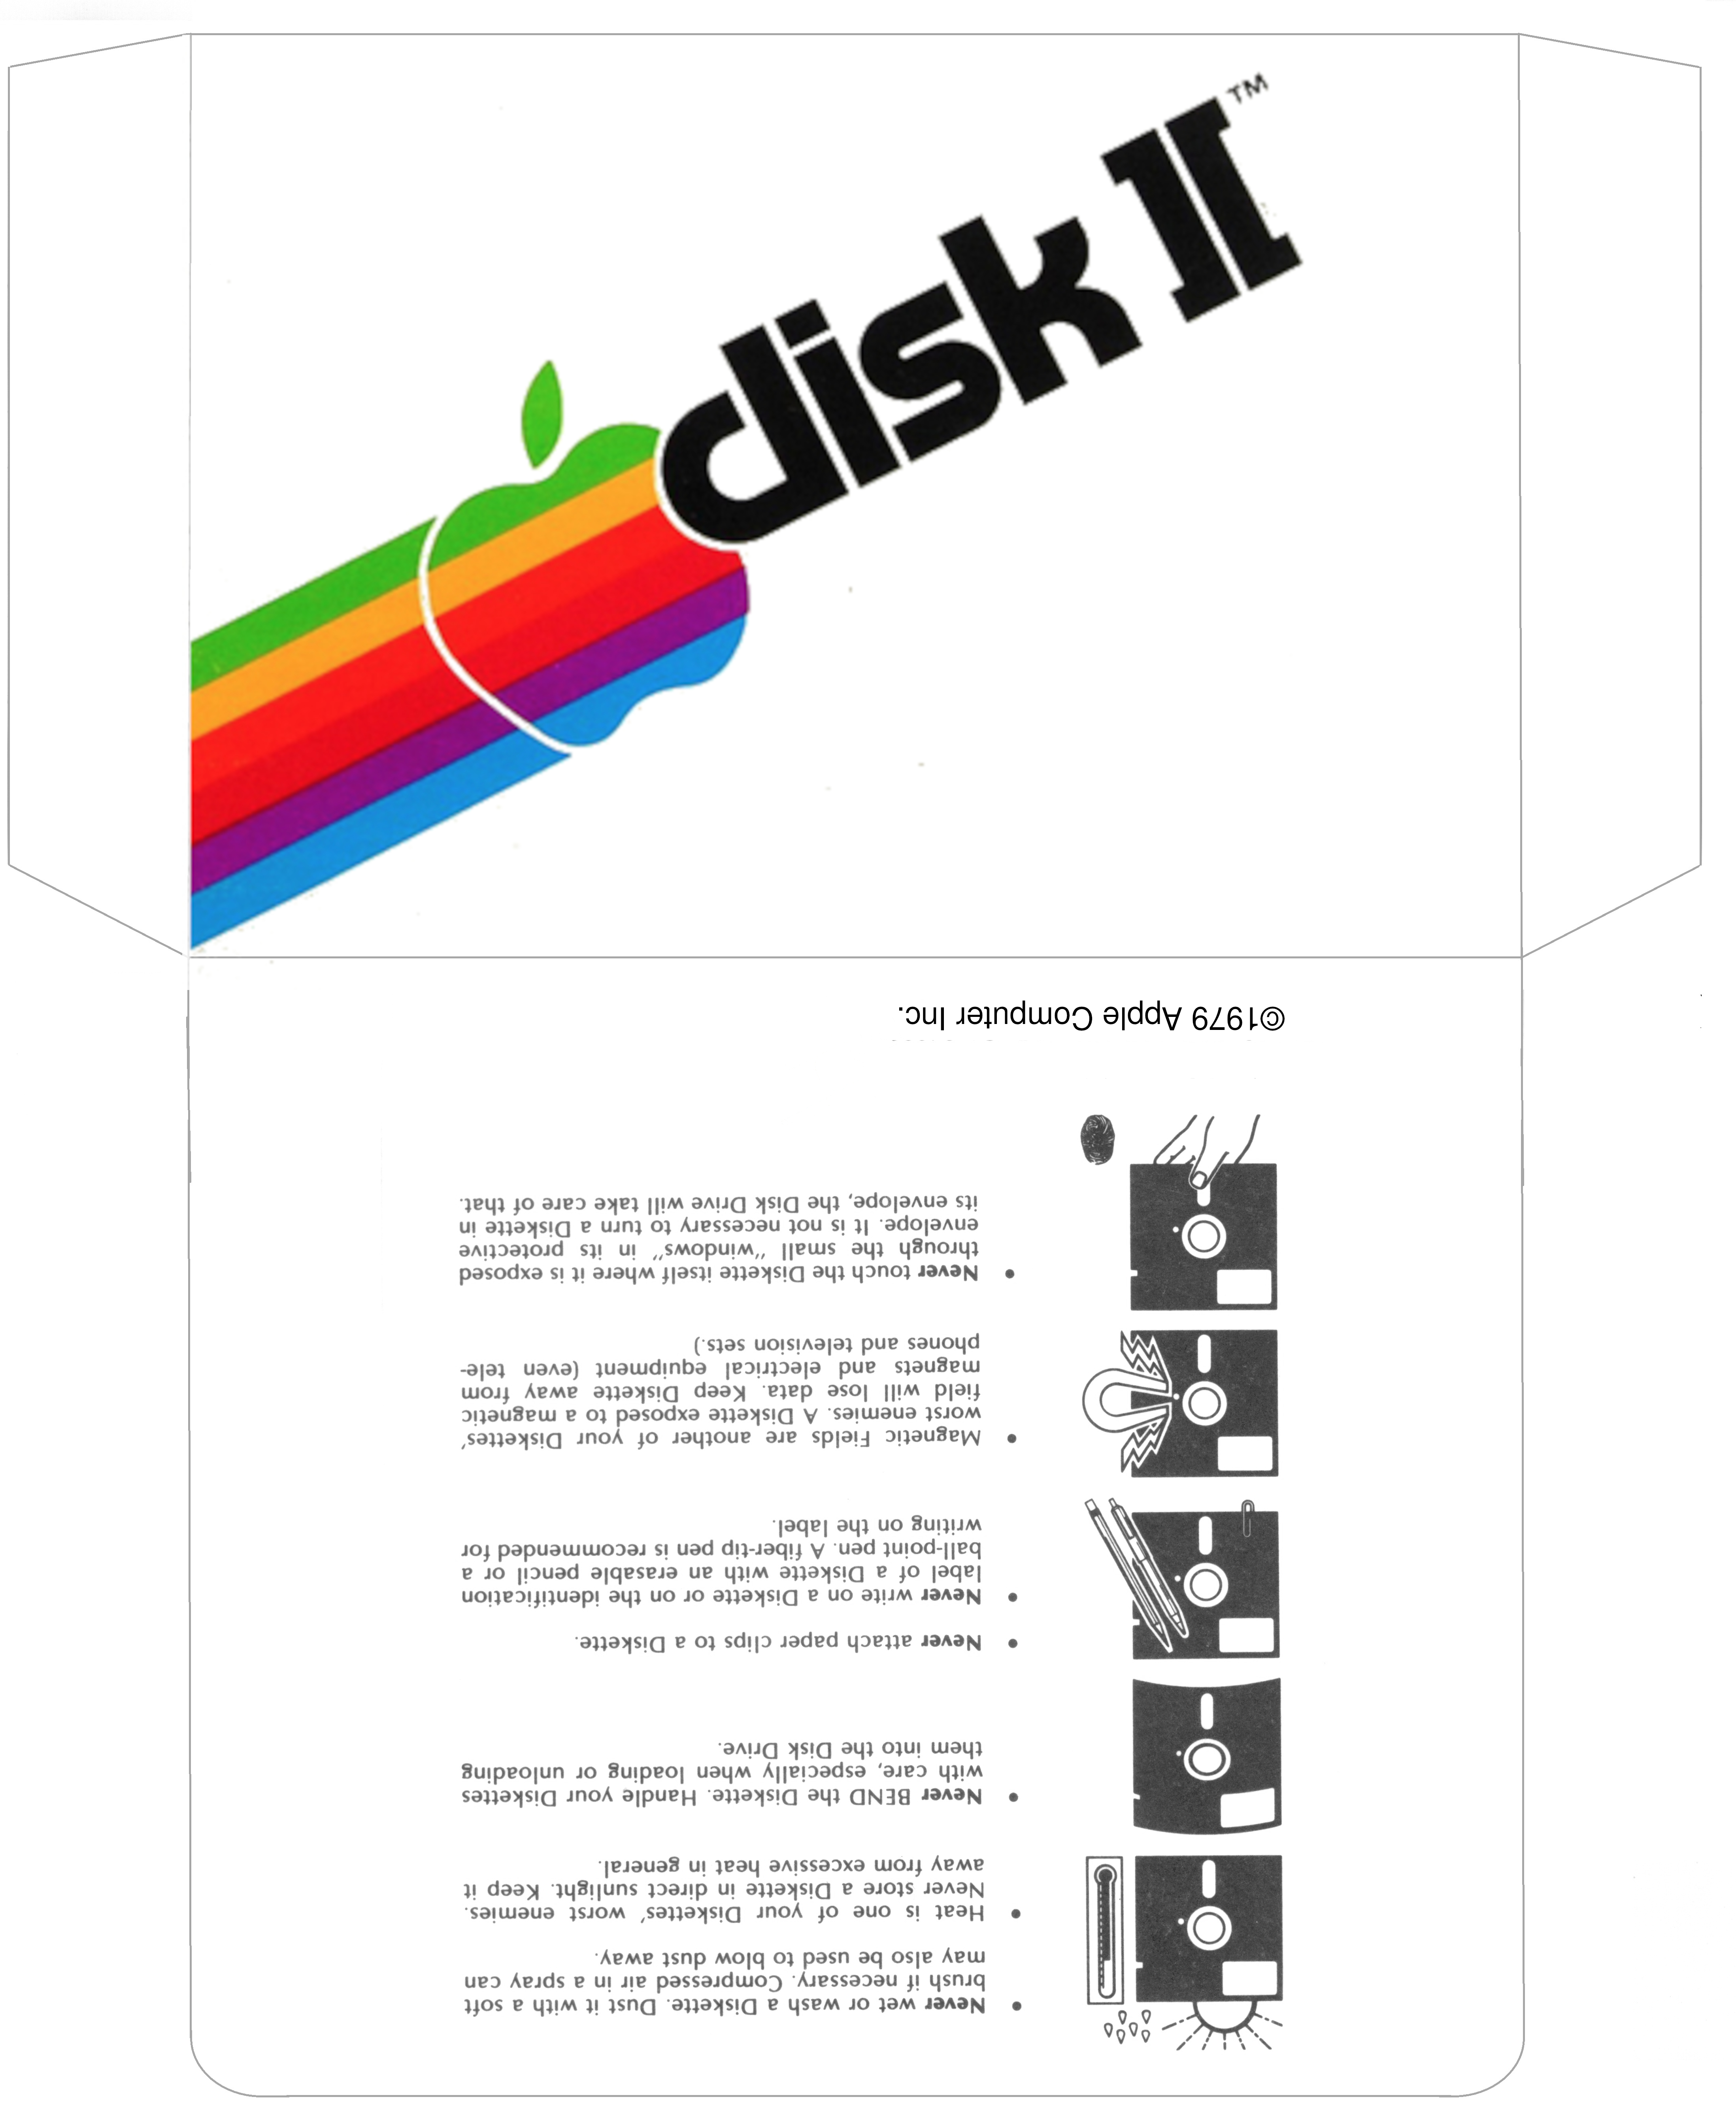 disk ][™
• Never wet or wash a Diskette. Dust it with a soft
brush if necessary. Compressed air in a spray can
may also be used to blow dust away.
• Heat is one of your Diskettes’ worst enemies.
Never store a Diskette in direct sunlight. Keep it
away from excessive heat in general.
• Never BEND the Diskette. Handle your Diskettes
with care, especially when loading or unloading
them into the Disk Drive.
• Never attach paper clips to a Diskette.
• Never write on a Diskette or on the identification
label of a Diskette with an erasable pencil or a
ball-point pen. A fiber-tip pen is recommended for
writing on the label.
• Magnetic Fields are another of your Diskettes’
worst enemies. A Diskette exposed to a magnetic
field will lose data. Keep Diskette away from
magnets and electrical equipment (even tele-
phones and television sets.)
• Never touch the Diskette itself where it is exposed
through the small “windows” in its protective
envelope. It is not necessary to turn a Diskette in
its envelope, the Disk Drive will take care of that.
©1979 Apple Computer Inc.